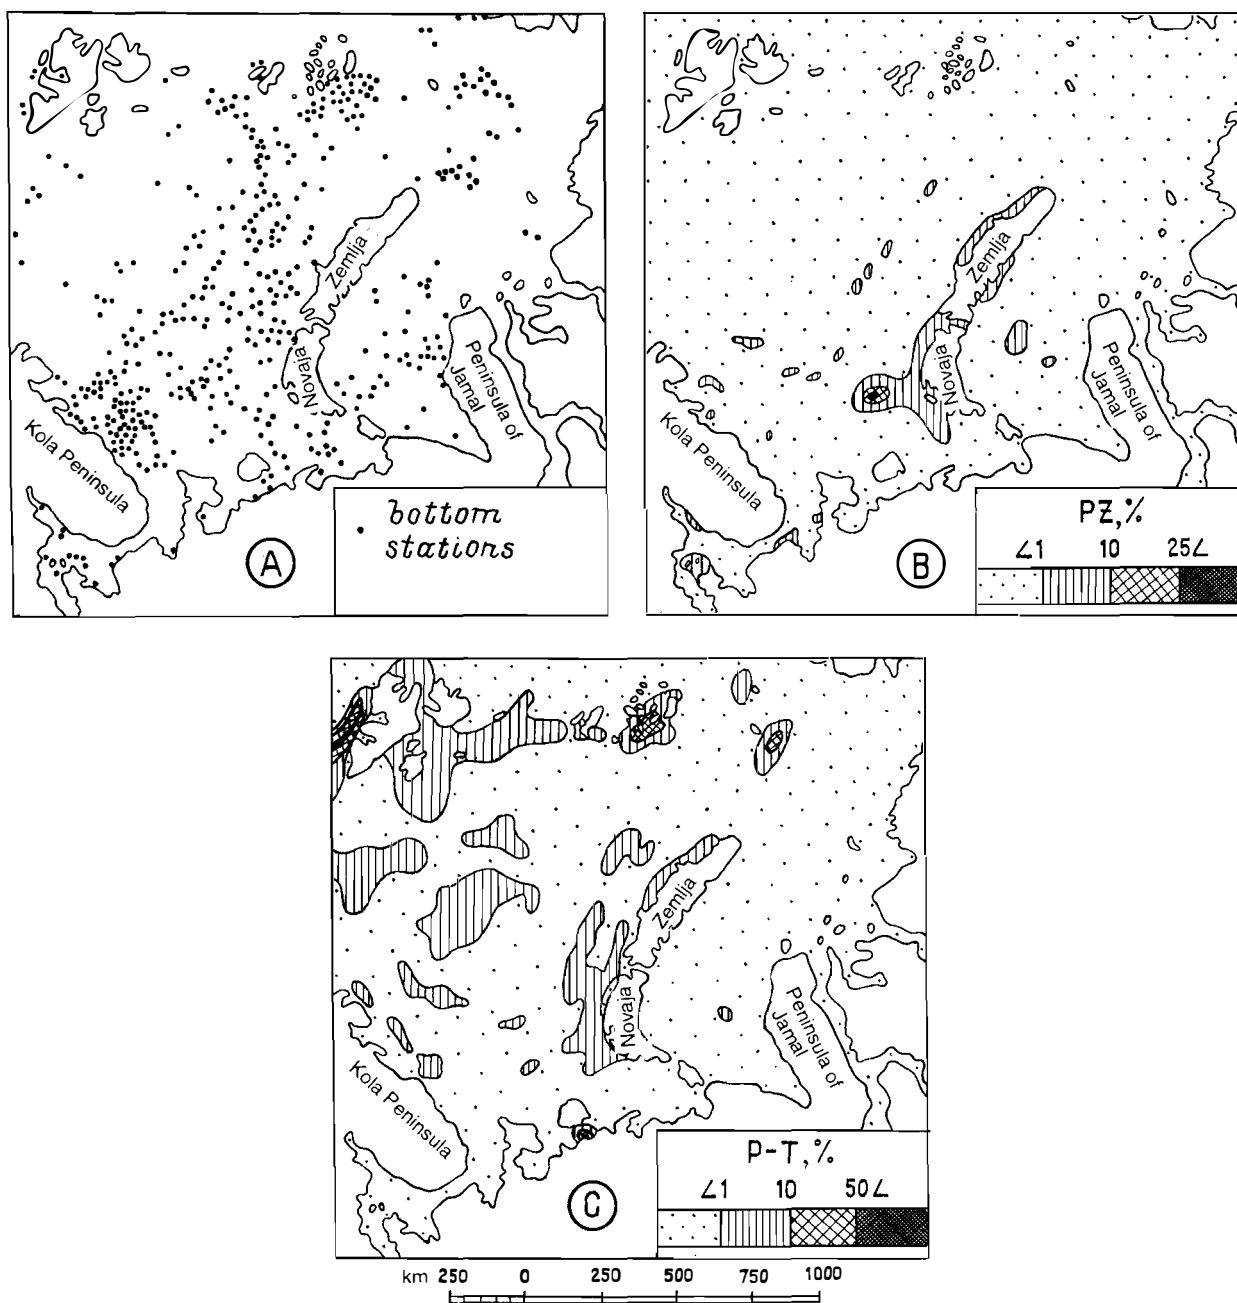 Zemlja
Novaja
Kola Peninsula
Peninsula of
Jamal
A
bottom
stations
Zemlja
Novaja
Kola Peninsula
Peninsula of
Jamal
B
PZ,%
∠1 10 25∠
Zemlja
Novaja
Kola Peninsula
Peninsula of
Jamal
C
P-T,%
∠1 10 50∠
km 250 0 250 500 750 1000